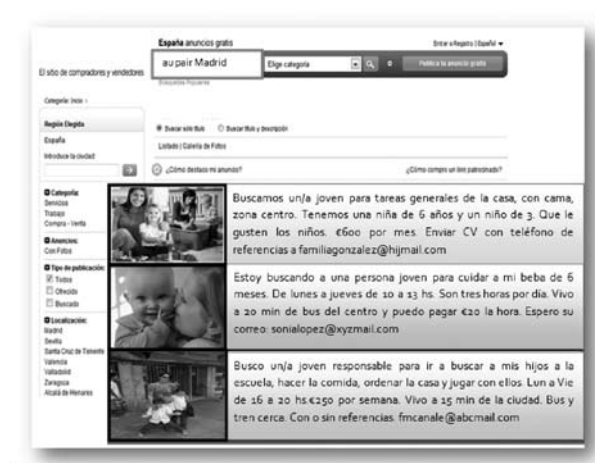 España anuncios gratis
Entrar o Registro | Español
au pair Madrid
Elige categoría
o
Publica tu anuncio gratis
El sitio de compradores y vendedores
Búsquedas Populares
Categoría: Inicio >
Región Elegida
España
Introduce la ciudad:
Buscar sólo título
Buscar título y descripción
Listado | Galería de Fotos
¿Cómo destaco mi anuncio?
¿Cómo compro un link patrocinado?
Categoría:
Servicios
Trabajo
Compra - Venta
Anuncios:
Con Fotos
Tipo de publicación:
Todos
Ofrecido
Buscado
Localización:
Madrid
Sevilla
Santa Cruz de Tenerife
Valencia
Valladolid
Zaragoza
Alcalá de Henares
Buscamos un/a joven para tareas generales de la casa, con cama,
zona centro. Tenemos una niña de 6 años y un niño de 3. Que le
gusten los niños. €600 por mes. Enviar CV con teléfono de
referencias a familiagonzalez@hijmail.com
Estoy buscando a una persona joven para cuidar a mi beba de 6
meses. De lunes a jueves de 10 a 13 hs. Son tres horas por día. Vivo
a 20 min de bus del centro y puedo pagar €20 la hora. Espero su
correo: sonialopez@xyzmail.com
Busco un/a joven responsable para ir a buscar a mis hijos a la
escuela, hacer la comida, ordenar la casa y jugar con ellos. Lun a Vie
de 16 a 20 hs.€250 por semana. Vivo a 15 min de la ciudad. Bus y
tren cerca. Con o sin referencias. fmcanale@abcmail.com